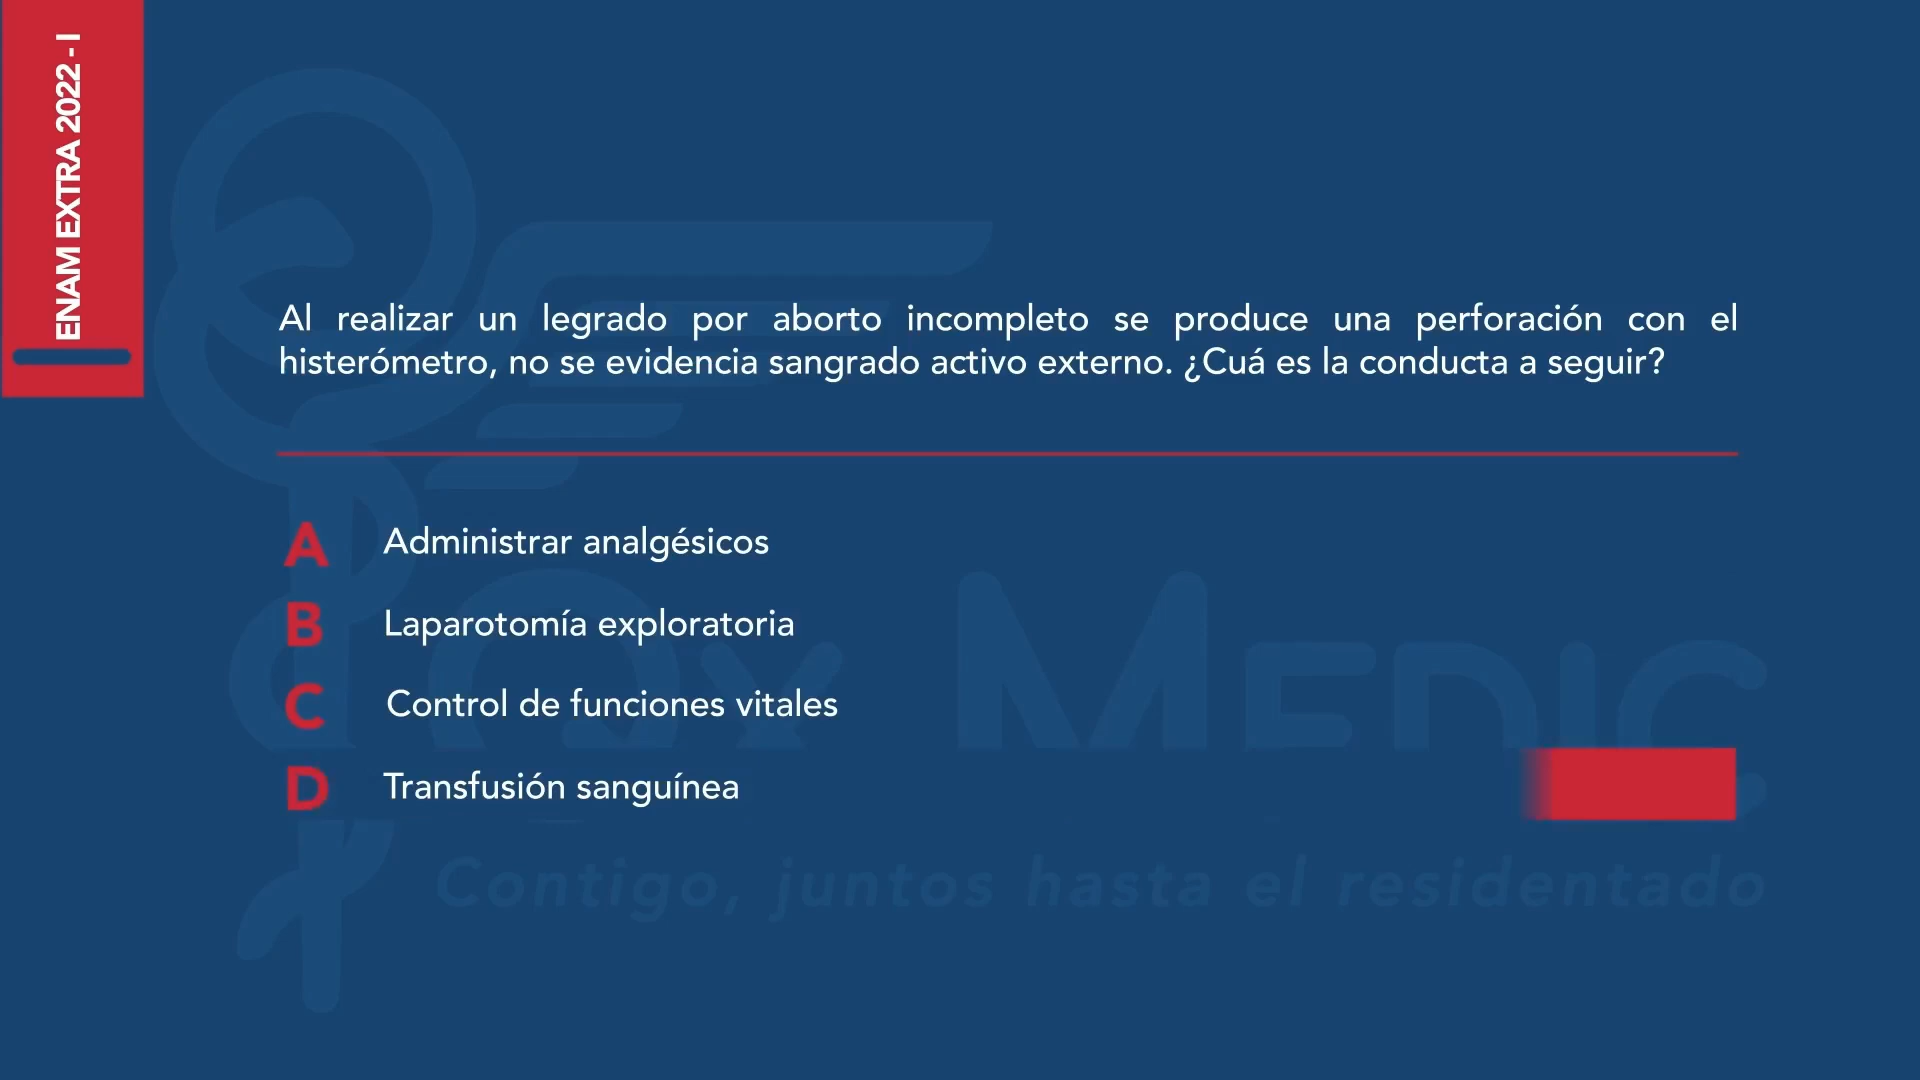 ENAM EXTRA 2022 - I
Al realizar un legrado por aborto incompleto se produce una perforación con el
histerómetro, no se evidencia sangrado activo externo. ¿Cuá es la conducta a seguir?
A Administrar analgésicos
B Laparotomía exploratoria
C Control de funciones vitales
D Transfusión sanguínea
Qx Medic
Contigo, juntos hasta el residentado